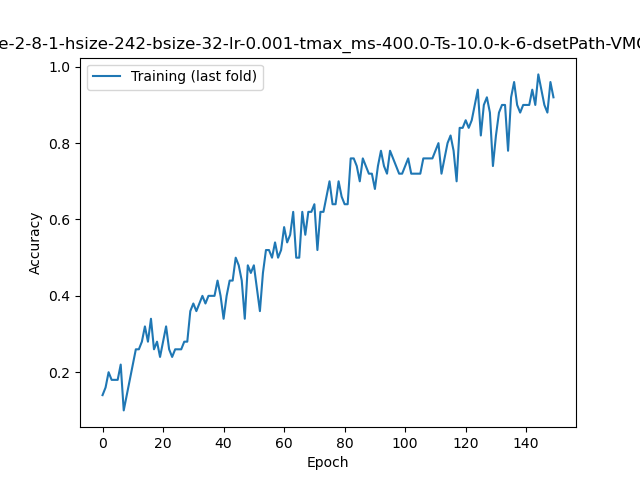 e-2-8-1-hsize-242-bsize-32-lr-0.001-tmax_ms-400.0-Ts-10.0-k-6-dsetPath-VMC
Training (last fold)
1.0
0.8
0.6
0.4
0.2
Accuracy
0 20 40 60 80 100 120 140
Epoch